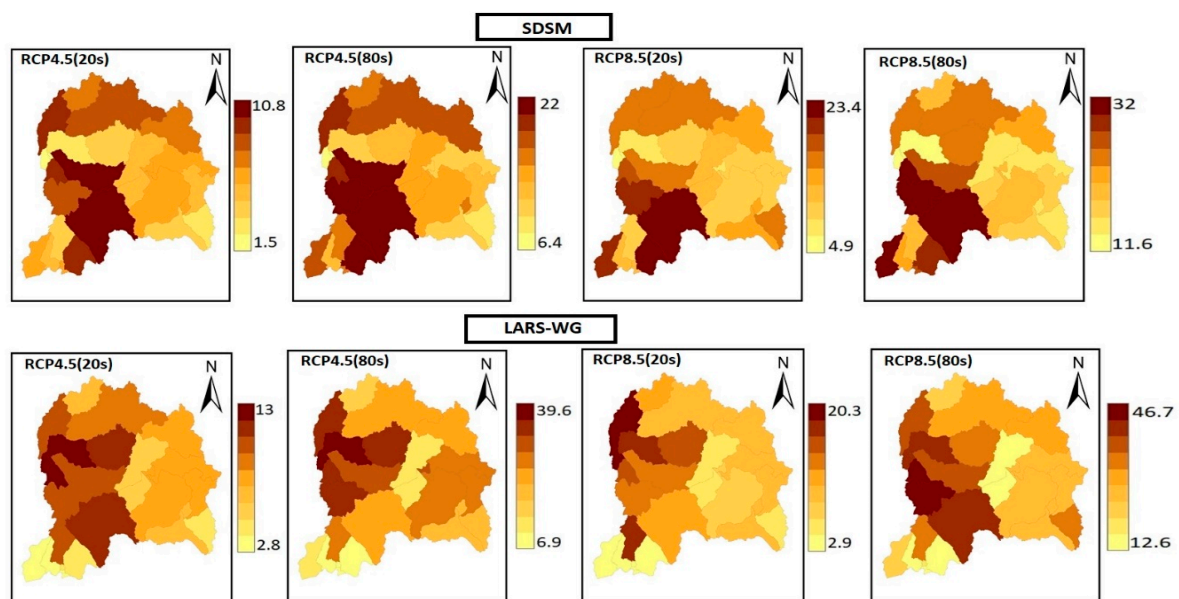 SDSM
RCP4.5(20s)
N
10.8
1.5
RCP4.5(80s)
N
22
6.4
RCP8.5(20s)
N
23.4
4.9
RCP8.5(80s)
N
32
11.6
LARS-WG
RCP4.5(20s)
N
13
2.8
RCP4.5(80s)
N
39.6
6.9
RCP8.5(20s)
N
20.3
2.9
RCP8.5(80s)
N
46.7
12.6